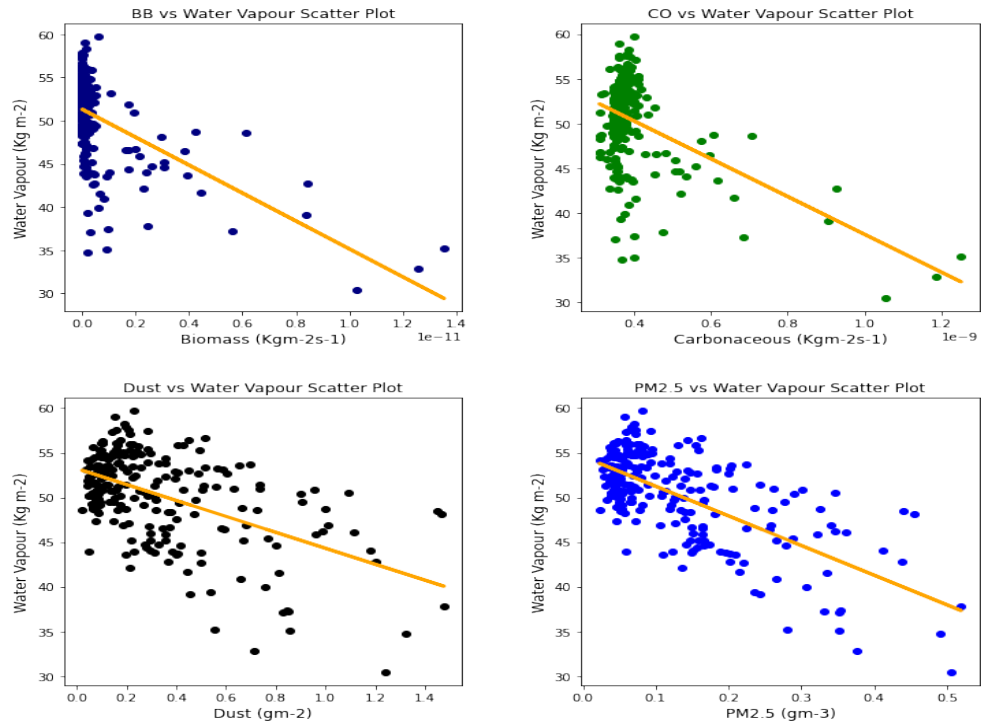 BB vs Water Vapour Scatter Plot
60
55
50
45
40
35
30
Water Vapour (Kg m-2)
0.0 0.2 0.4 0.6 0.8 1.0 1.2 1.4
1e−11
Biomass (Kgm-2s-1)
CO vs Water Vapour Scatter Plot
60
55
50
45
40
35
30
Water Vapour (Kg m-2)
0.4 0.6 0.8 1.0 1.2
1e−9
Carbonaceous (Kgm-2s-1)
Dust vs Water Vapour Scatter Plot
60
55
50
45
40
35
30
Water Vapour (Kg m-2)
0.0 0.2 0.4 0.6 0.8 1.0 1.2 1.4
Dust (gm-2)
PM2.5 vs Water Vapour Scatter Plot
60
55
50
45
40
35
30
Water Vapour (Kg m-2)
0.0 0.1 0.2 0.3 0.4 0.5
PM2.5 (gm-3)